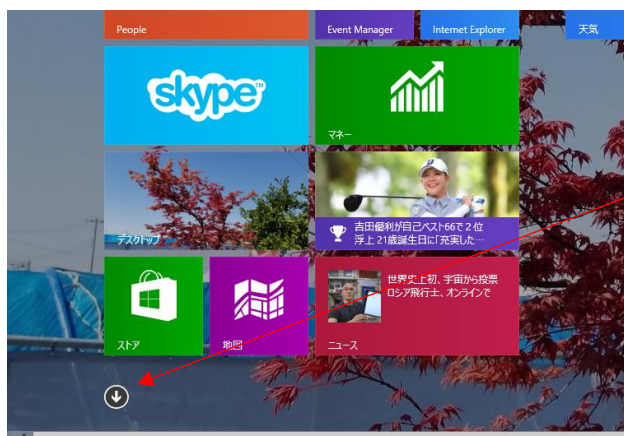 People
Event Manager
Internet Explorer
天気
skype™
マネー
デスクトップ
吉田優利が自己ベスト66で2位
浮上 21歳誕生日に「充実した…
ストア
地図
世界史上初、宇宙から投票
ロシア飛行士、オンラインで
ニュース